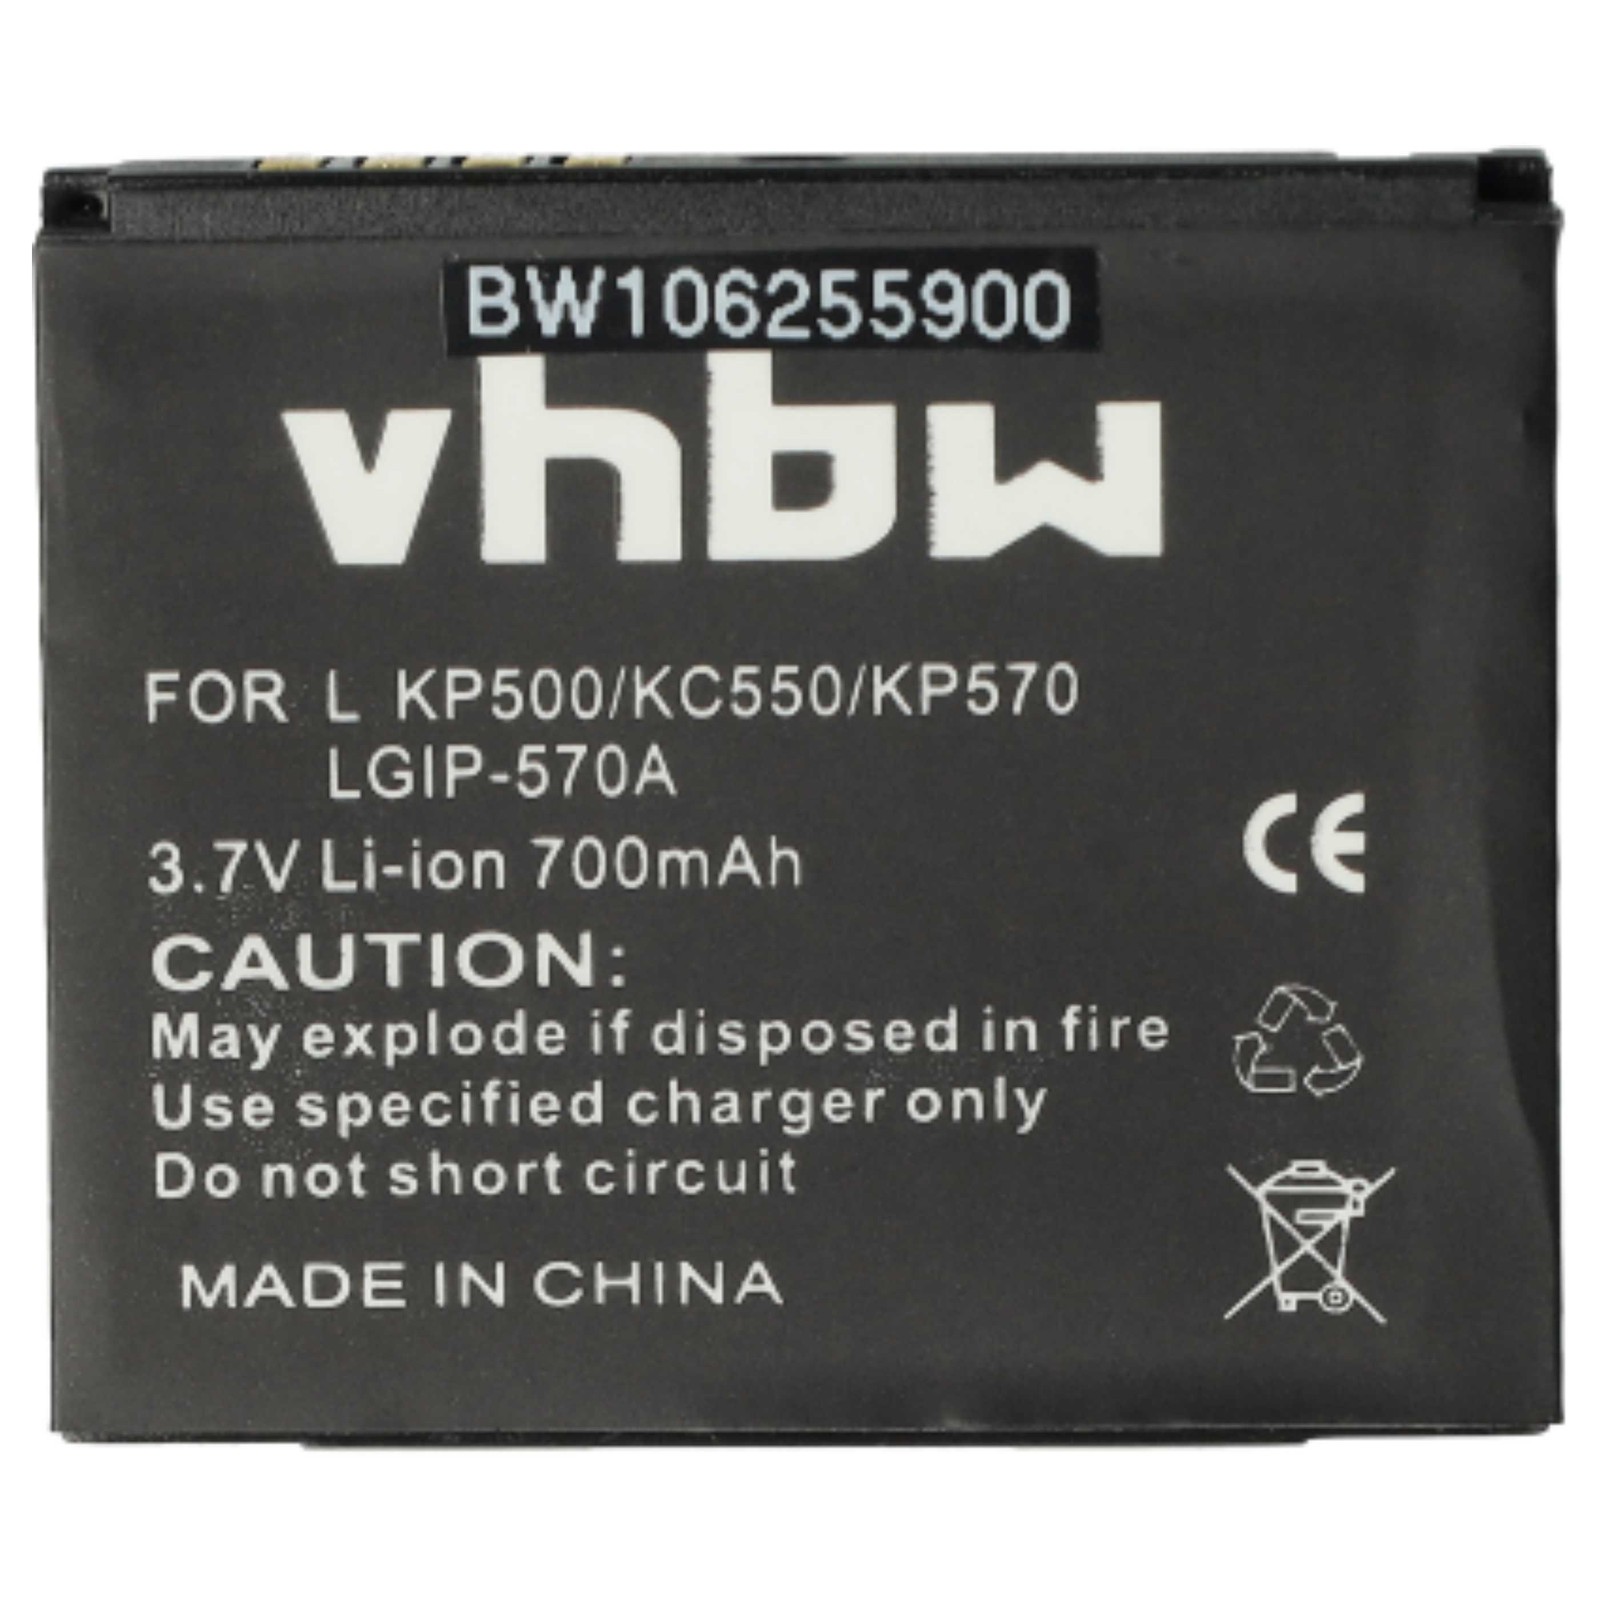 BW106255900
vhbw
FOR L KP500/KC550/KP570
LGIP-570A
3.7V Li-ion 700mAh
CE
CAUTION:
May explode if disposed in fire
Use specified charger only
Do not short circuit
MADE IN CHINA